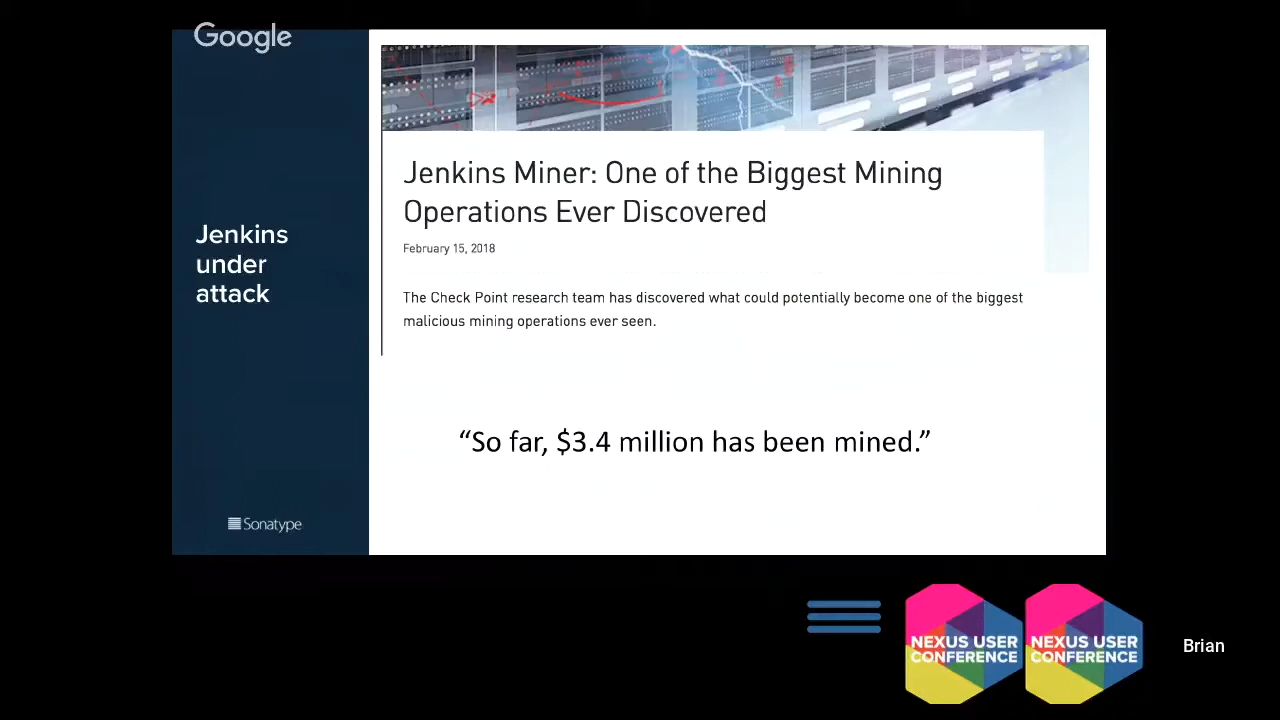 Google
Jenkins
under
attack
Sonatype
Jenkins Miner: One of the Biggest Mining
Operations Ever Discovered
February 15, 2018
The Check Point research team has discovered what could potentially become one of the biggest
malicious mining operations ever seen.
“So far, $3.4 million has been mined.”
NEXUS USER
CONFERENCE
NEXUS USER
CONFERENCE
Brian